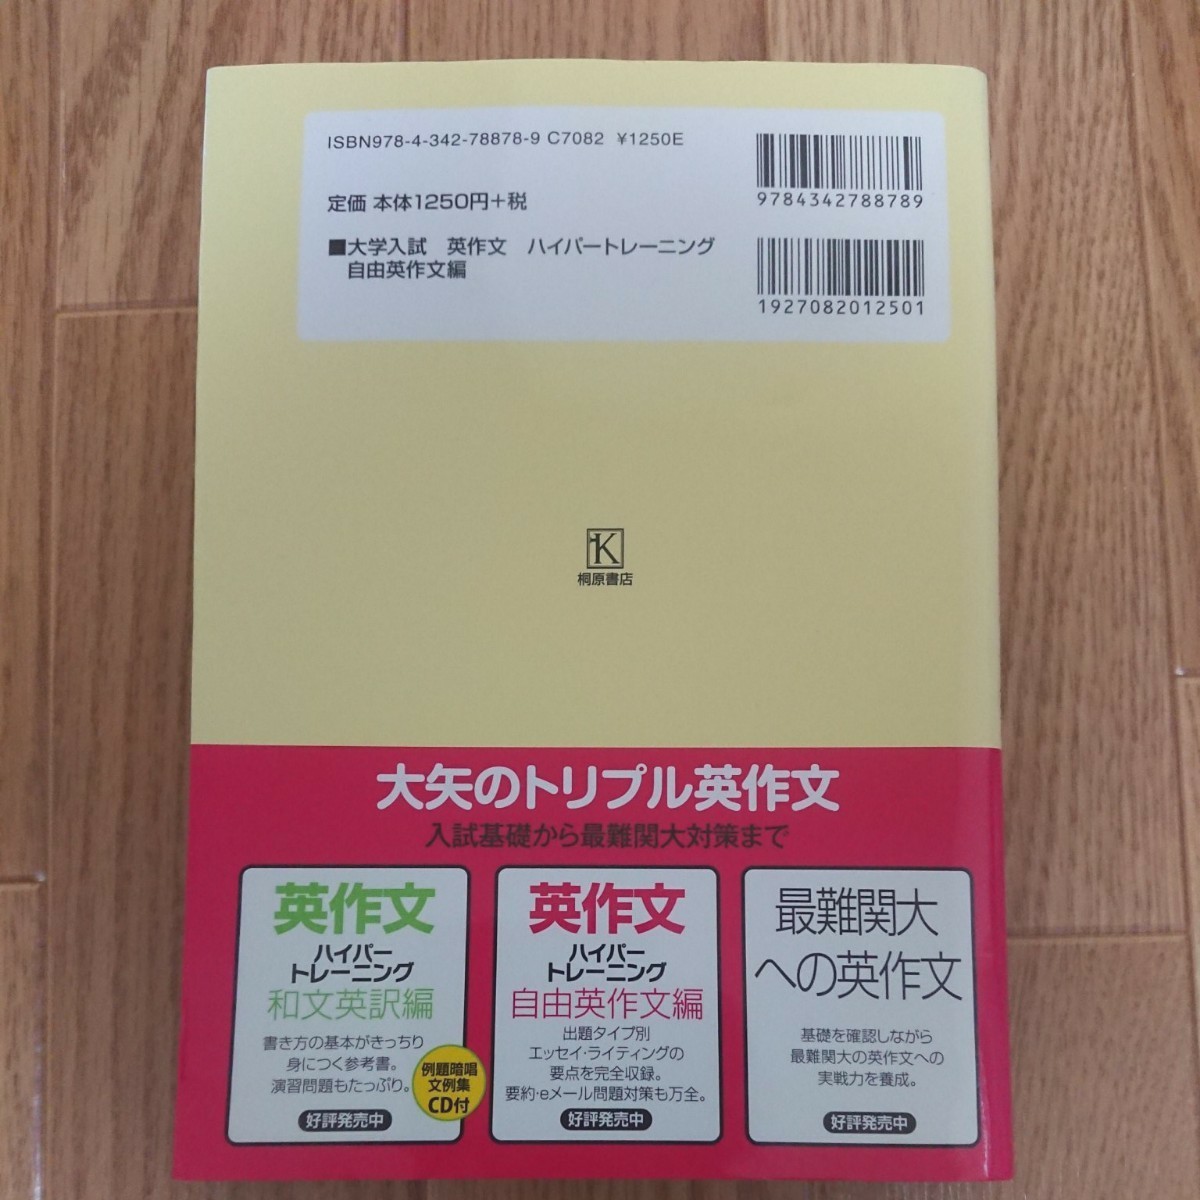 ISBN978-4-342-78878-9 C7082 ¥1250E
定価 本体1250円+税
■大学入試 英作文 ハイパートレーニング
自由英作文編
9784342788789
1927082012501
K
桐原書店
大矢のトリプル英作文
入試基礎から最難関大対策まで
英作文
ハイパー
トレーニング
和文英訳編
書き方の基本がきっちり
身につく参考書。
演習問題もたっぷり。
例題暗唱
文例集
CD付
好評発売中
英作文
ハイパー
トレーニング
自由英作文編
出題タイプ別
エッセイ・ライティングの
要点を完全収録。
要約・eメール問題対策も万全。
好評発売中
最難関大
への英作文
基礎を確認しながら
最難関大の英作文への
実戦力を養成。
好評発売中